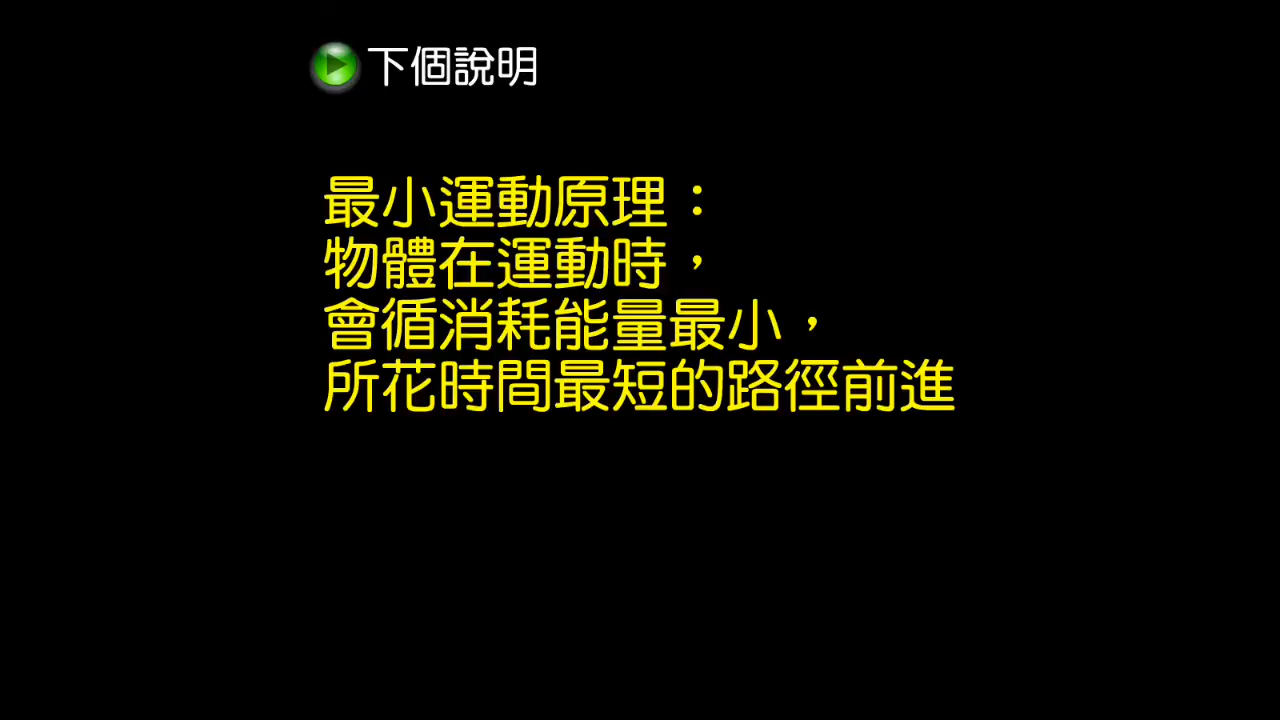 下個說明
最小運動原理：
物體在運動時，
會循消耗能量最小，
所花時間最短的路徑前進